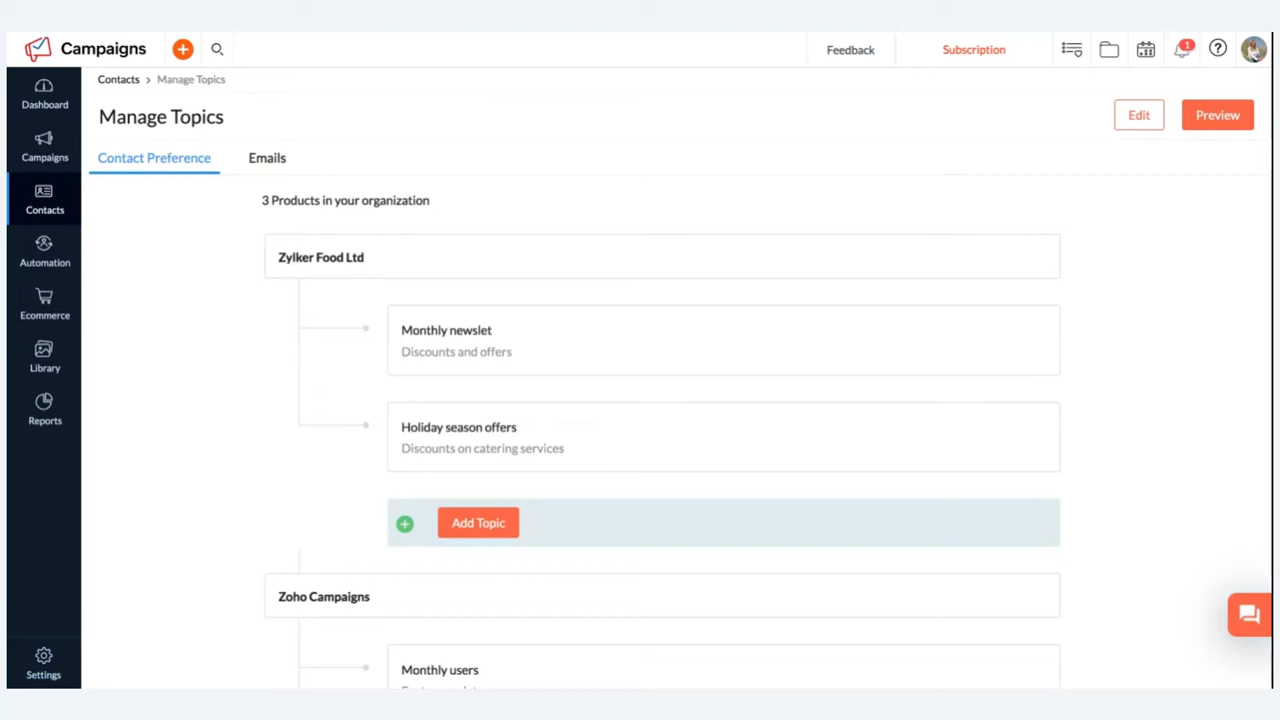 Campaigns
Feedback
Subscription
1
Dashboard
Campaigns
Contacts
Automation
Ecommerce
Library
Reports
Settings
Contacts > Manage Topics
Manage Topics
Edit
Preview
Contact Preference
Emails
3 Products in your organization
Zylker Food Ltd
Monthly newslet
Discounts and offers
Holiday season offers
Discounts on catering services
Add Topic
Zoho Campaigns
Monthly users